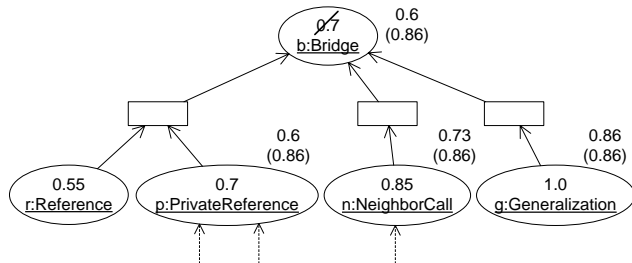 0.7
b:Bridge
0.6
(0.86)
0.6
(0.86)
0.73
(0.86)
0.86
(0.86)
0.55
r:Reference
0.7
p:PrivateReference
0.85
n:NeighborCall
1.0
g:Generalization